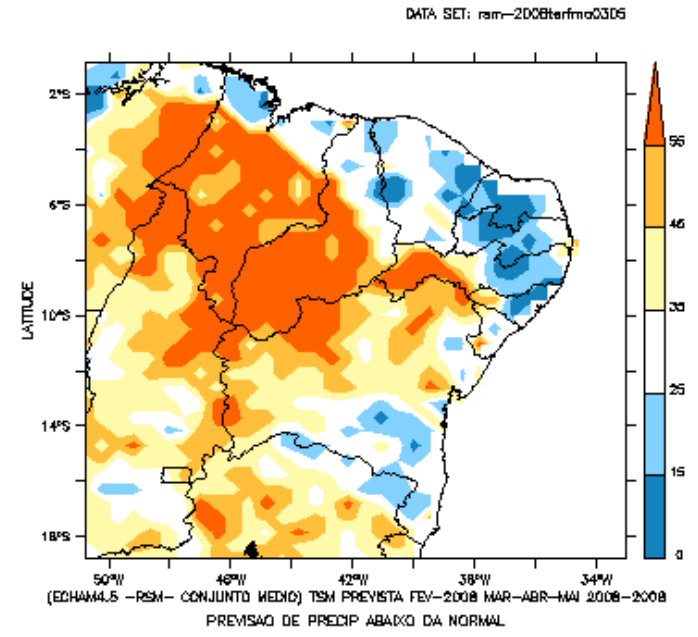 DATA SET: rsm-2008terfma0305
2°S
6°S
10°S
14°S
18°S
LATITUDE
55
45
35
25
15
0
50°W
46°W
42°W
38°W
34°W
(ECHAM4.5 -RSM- CONJUNTO MEDIO) TSM PREVISTA FEV-2008 MAR-ABR-MAI 2008-2008
PREVISAO DE PRECIP ABAIXO DA NORMAL